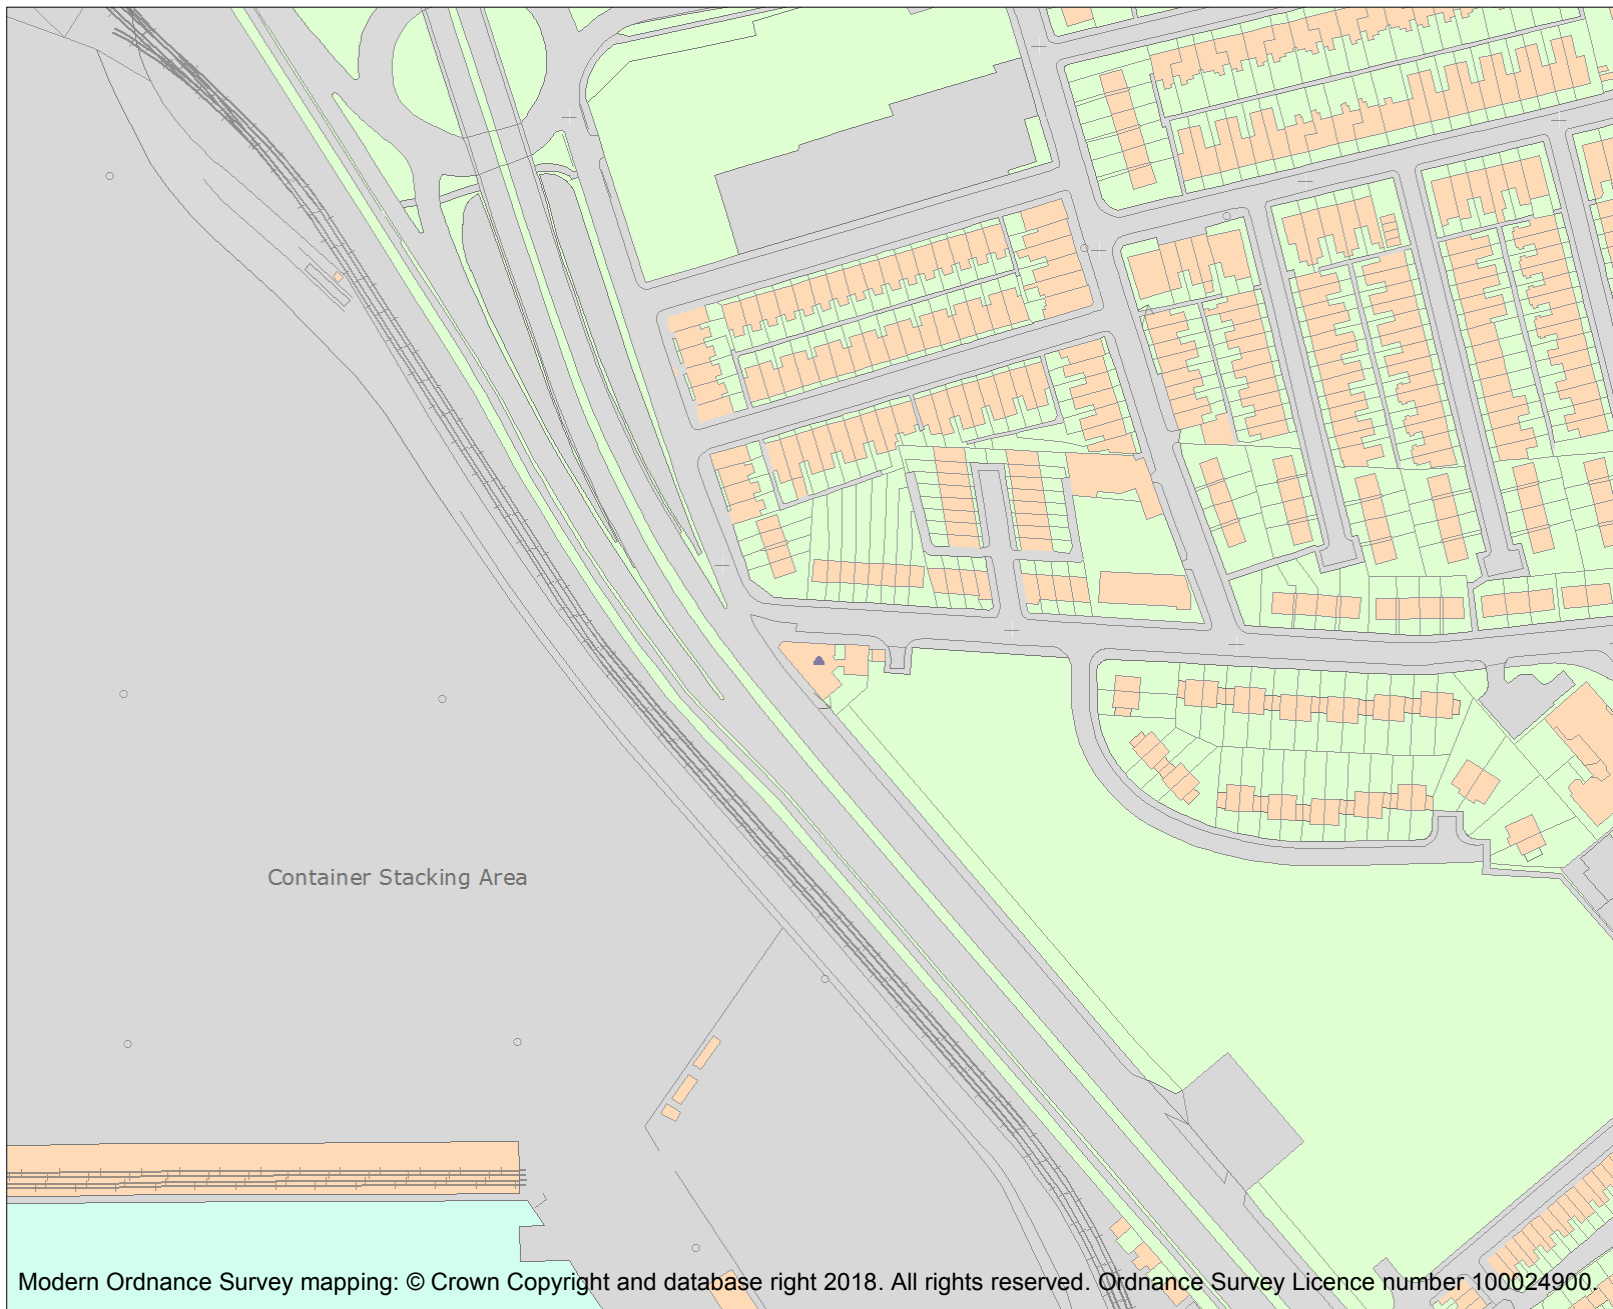 Container Stacking Area
Modern Ordnance Survey mapping: © Crown Copyright and database right 2018. All rights reserved. Ordnance Survey Licence number 100024900.